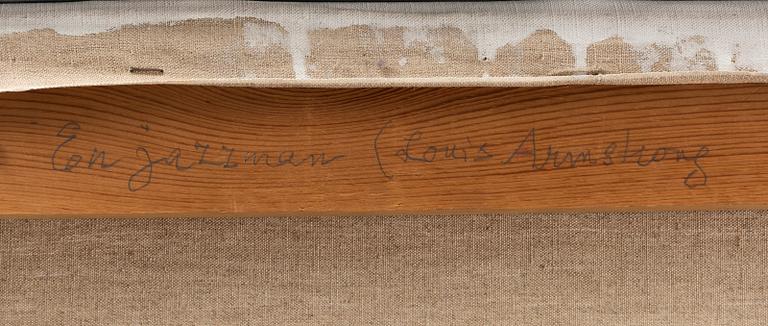 En jazzman (Louis Armstrong